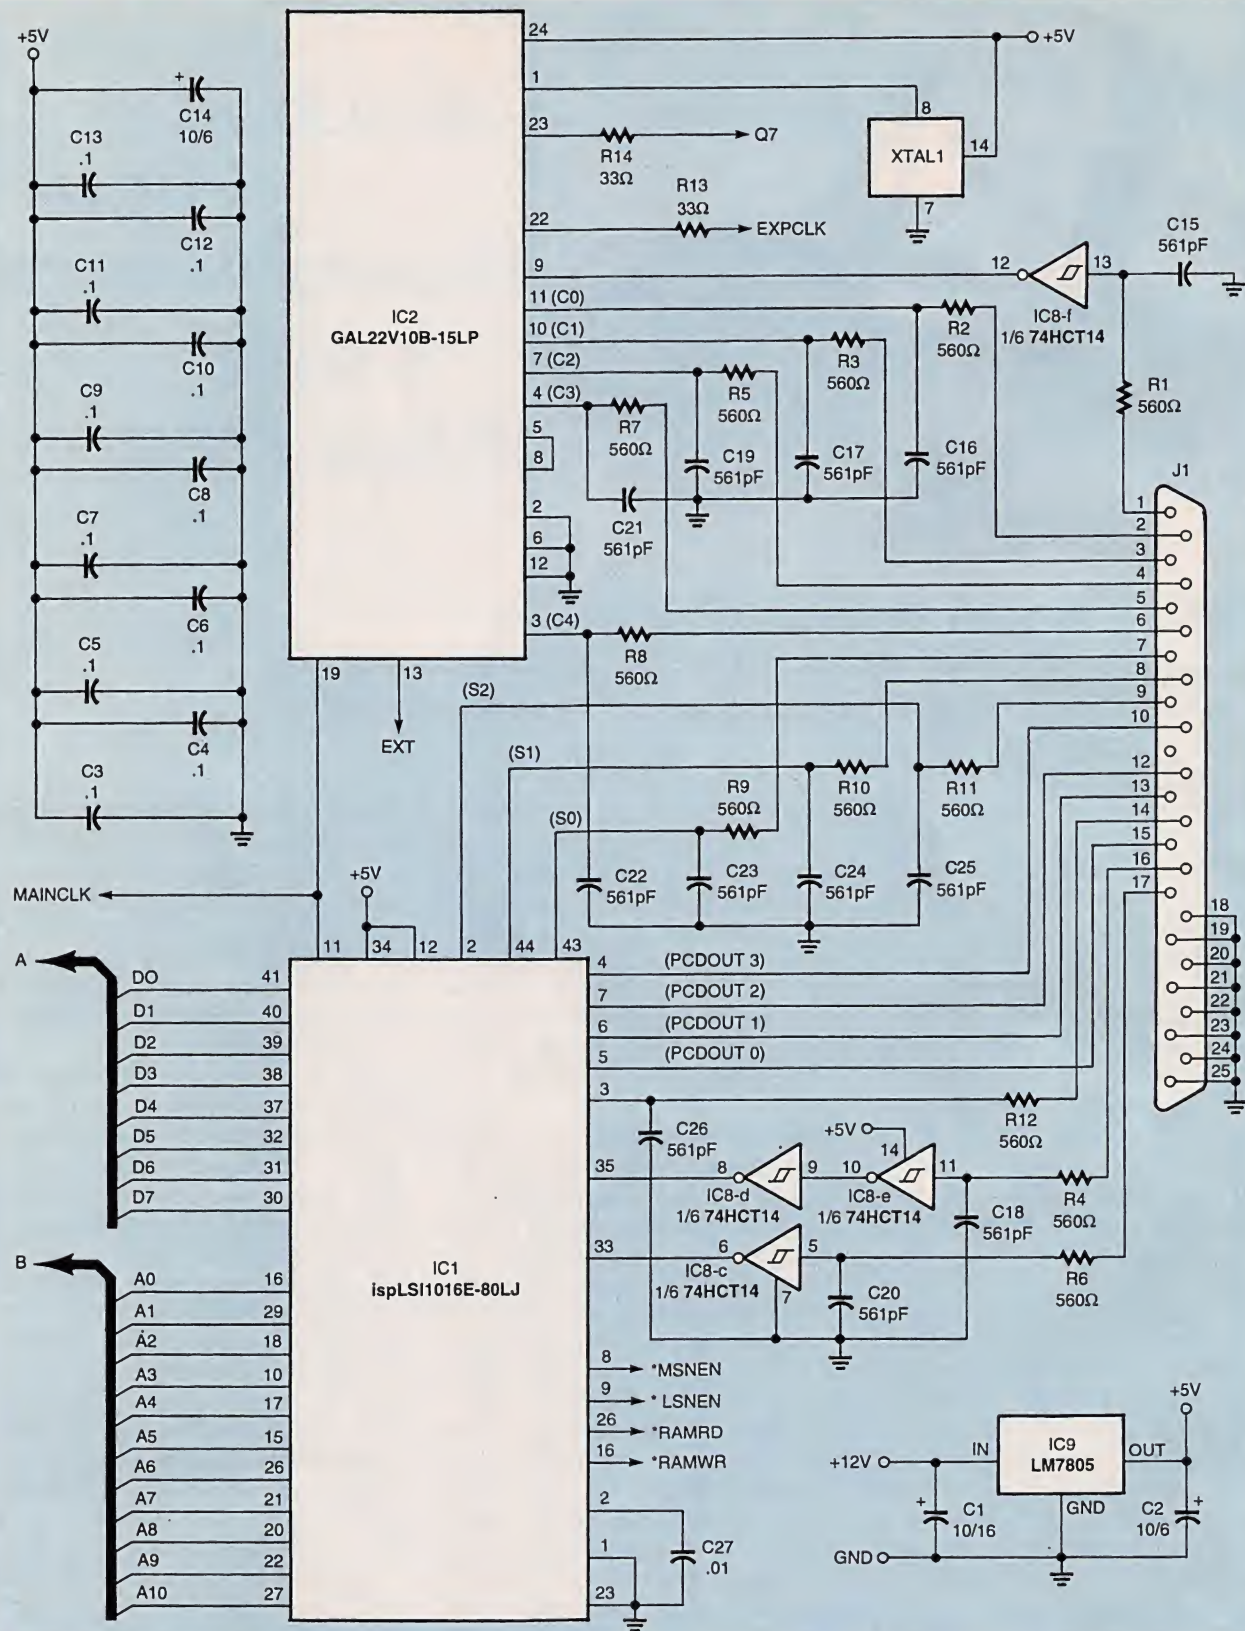 +5V
+
C14
10/6
C13
.1
C12
.1
C11
.1
C10
.1
C9
.1
C8
.1
C7
.1
C6
.1
C5
.1
C4
.1
C3
.1
IC2
GAL22V10B-15LP
24
+5V
1
8
XTAL1
14
7
23
R14
33Ω
Q7
R13
33Ω
22
EXPCLK
9
12
13
IC8-f
1/6 74HCT14
C15
561pF
11 (C0)
R2
560Ω
10 (C1)
R3
560Ω
7 (C2)
R5
560Ω
4 (C3)
R7
560Ω
R1
560Ω
5
8
C19
561pF
C17
561pF
C16
561pF
C21
561pF
2
6
12
3 (C4)
R8
560Ω
19
13
EXT
J1
1
2
3
4
5
6
7
8
9
10
12
13
14
15
16
17
18
19
20
21
22
23
24
25
(S2)
(S1)
(S0)
R9
560Ω
R10
560Ω
R11
560Ω
C22
561pF
C23
561pF
C24
561pF
C25
561pF
MAINCLK
+5V
11
34
12
2
44
43
A
DO 41
D1 40
D2 39
D3 38
D4 37
D5 32
D6 31
D7 30
B
A0 16
A1 29
A2 18
A3 10
A4 17
A5 15
A6 26
A7 21
A8 20
A9 22
A10 27
IC1
ispLSI1016E-80LJ
4 (PCDOUT 3)
7 (PCDOUT 2)
6 (PCDOUT 1)
5 (PCDOUT 0)
3
R12
560Ω
C26
561pF
+5V
14
35
8
9
10
11
IC8-d
1/6 74HCT14
IC8-e
1/6 74HCT14
C18
561pF
R4
560Ω
33
6
5
IC8-c
1/6 74HCT14
7
C20
561pF
R6
560Ω
8 *MSNEN
9 *LSNEN
26 *RAMRD
16 *RAMWR
2
1
23
C27
.01
+5V
+12V
IN
IC9
LM7805
OUT
GND
+
C1
10/16
C2
10/6
+
GND